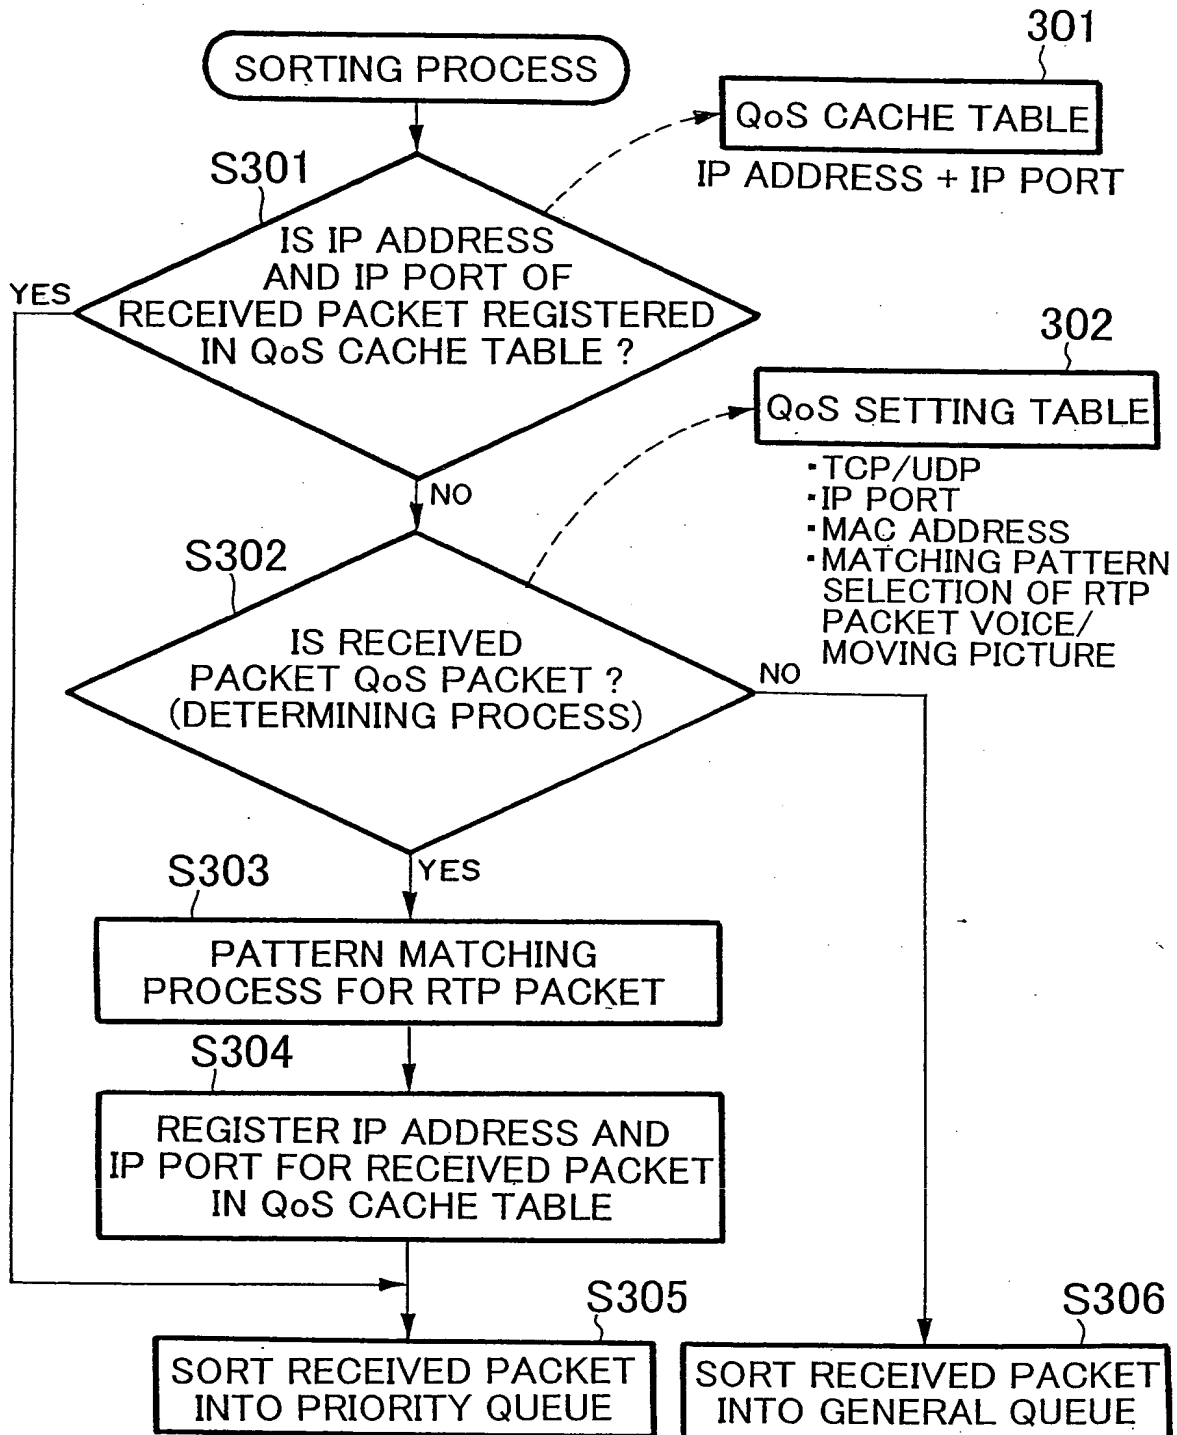 SORTING PROCESS
301
QoS CACHE TABLE
IP ADDRESS + IP PORT
S301
IS IP ADDRESS
AND IP PORT OF
RECEIVED PACKET REGISTERED
IN QoS CACHE TABLE ?
YES
NO
302
QoS SETTING TABLE
・TCP/UDP
・IP PORT
・MAC ADDRESS
・MATCHING PATTERN
SELECTION OF RTP
PACKET VOICE/
MOVING PICTURE
S302
IS RECEIVED
PACKET QoS PACKET ?
(DETERMINING PROCESS)
NO
YES
S303
PATTERN MATCHING
PROCESS FOR RTP PACKET
S304
REGISTER IP ADDRESS AND
IP PORT FOR RECEIVED PACKET
IN QoS CACHE TABLE
S305
SORT RECEIVED PACKET
INTO PRIORITY QUEUE
S306
SORT RECEIVED PACKET
INTO GENERAL QUEUE